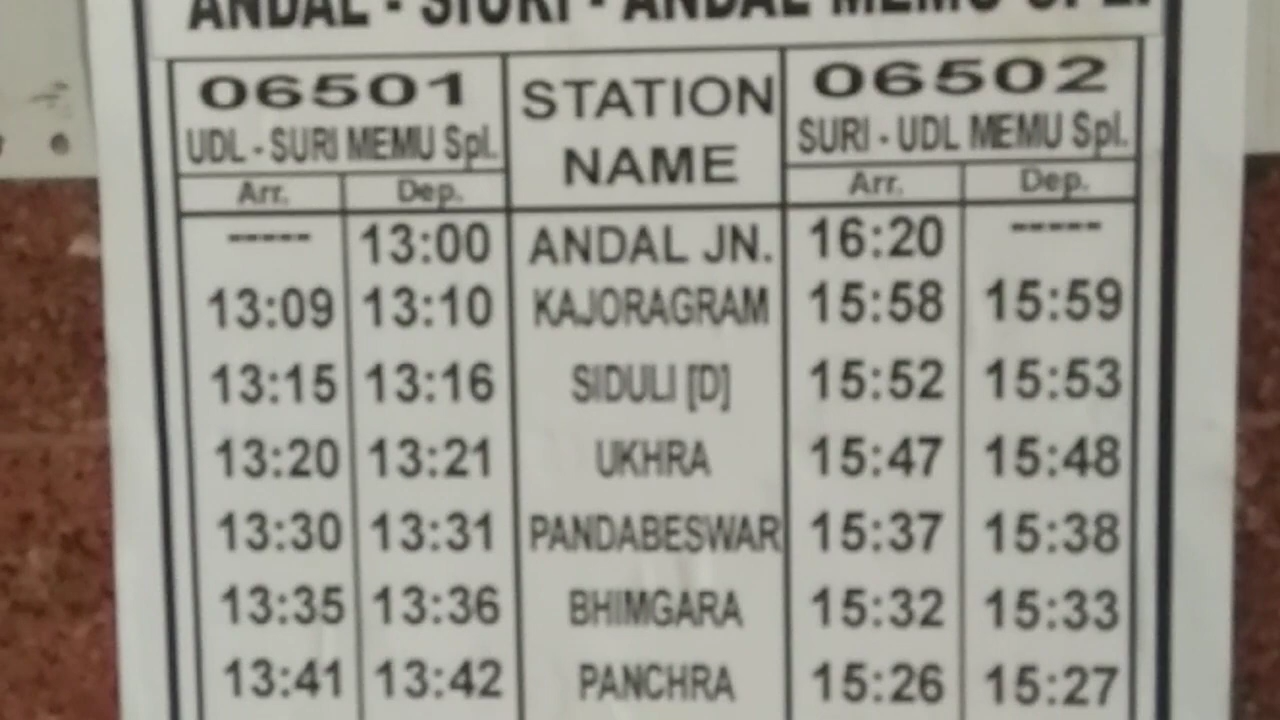 ANDAL - SIURI - ANDAL MEMU SPL.
06501 STATION NAME 06502
UDL - SURI MEMU Spl. SURI - UDL MEMU Spl.
Arr. Dep. Arr. Dep.
----- 13:00 ANDAL JN. 16:20 -----
13:09 13:10 KAJORAGRAM 15:58 15:59
13:15 13:16 SIDULI [D] 15:52 15:53
13:20 13:21 UKHRA 15:47 15:48
13:30 13:31 PANDABESWAR 15:37 15:38
13:35 13:36 BHIMGARA 15:32 15:33
13:41 13:42 PANCHRA 15:26 15:27